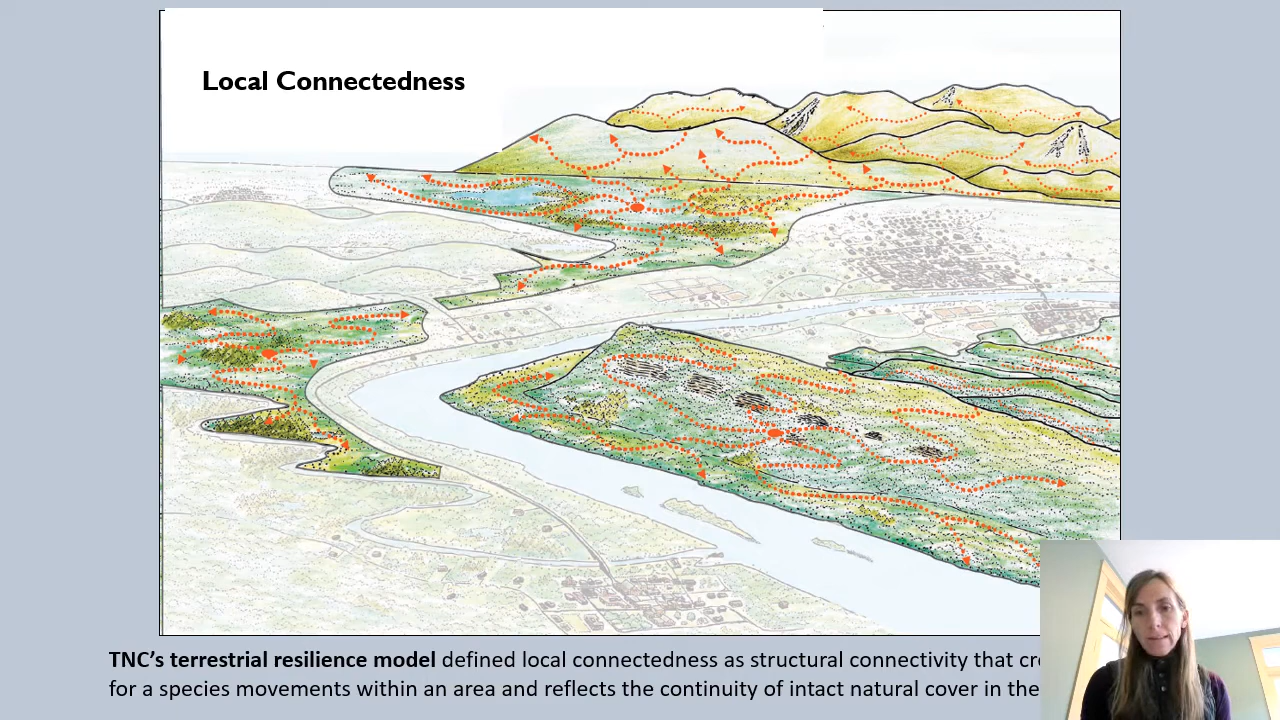 Local Connectedness
TNC's terrestrial resilience model defined local connectedness as structural connectivity that
for a species movements within an area and reflects the continuity of intact natural cover in the